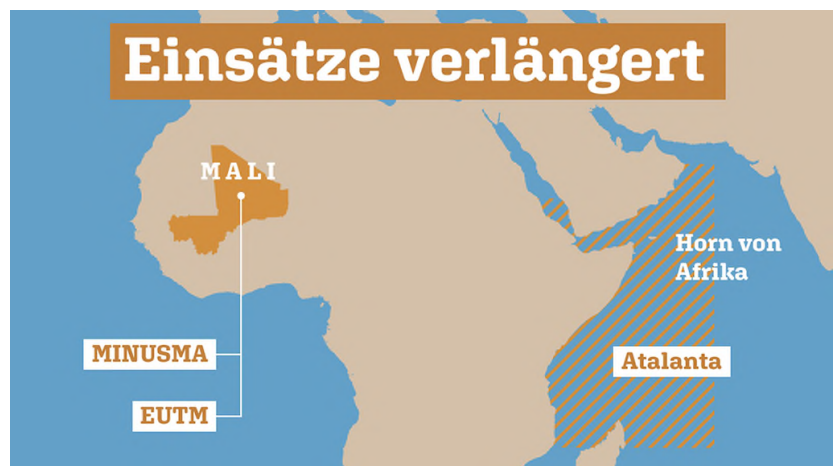 Einsätze verlängert
MALI
Horn von
Afrika
MINUSMA
Atalanta
EUTM